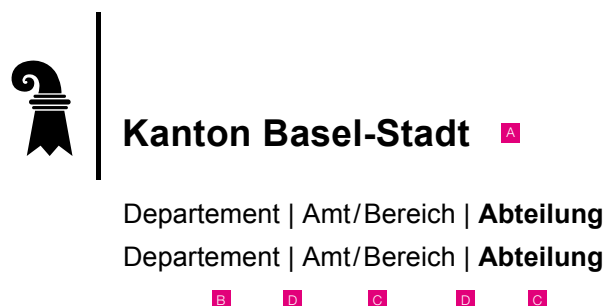 Kanton Basel-Stadt A
Departement | Amt/Bereich | Abteilung
Departement | Amt/Bereich | Abteilung
B D C D C